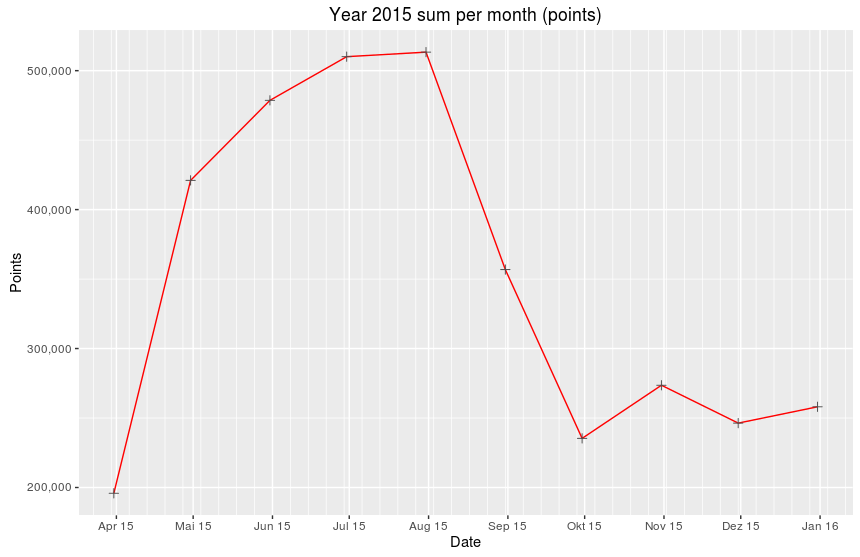 Year 2015 sum per month (points)
500,000
400,000
300,000
200,000
Points
Apr 15 Mai 15 Jun 15 Jul 15 Aug 15 Sep 15 Okt 15 Nov 15 Dez 15 Jan 16
Date